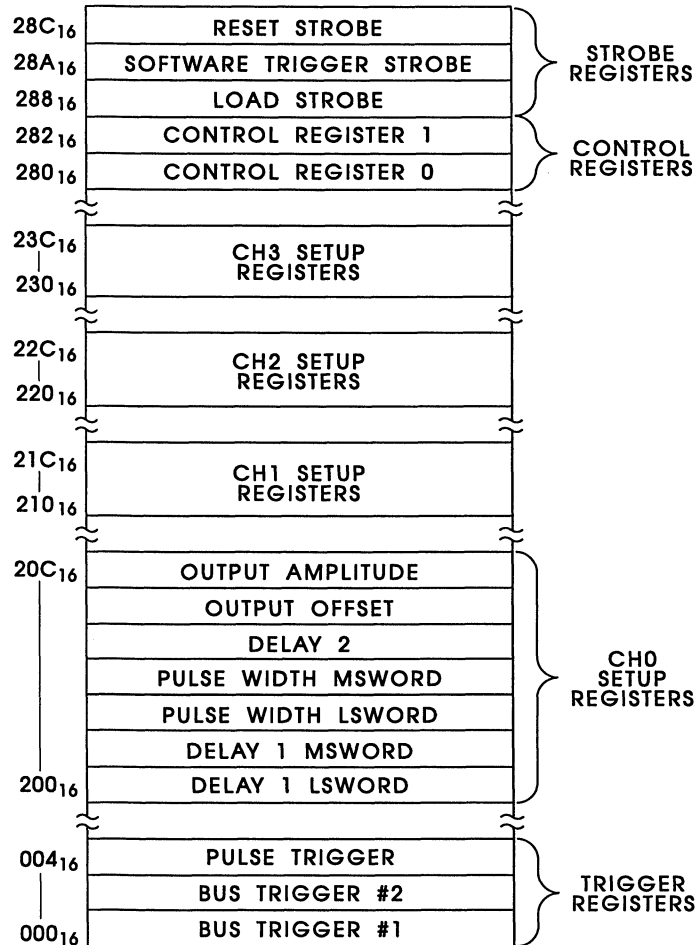 28C16 RESET STROBE
28A16 SOFTWARE TRIGGER STROBE
28816 LOAD STROBE
STROBE
REGISTERS
28216 CONTROL REGISTER 1
28016 CONTROL REGISTER 0
CONTROL
REGISTERS
23C16
23016
CH3 SETUP
REGISTERS
22C16
22016
CH2 SETUP
REGISTERS
21C16
21016
CH1 SETUP
REGISTERS
20C16 OUTPUT AMPLITUDE
OUTPUT OFFSET
DELAY 2
PULSE WIDTH MSWORD
PULSE WIDTH LSWORD
DELAY 1 MSWORD
20016 DELAY 1 LSWORD
CH0
SETUP
REGISTERS
00416 PULSE TRIGGER
BUS TRIGGER #2
00016 BUS TRIGGER #1
TRIGGER
REGISTERS